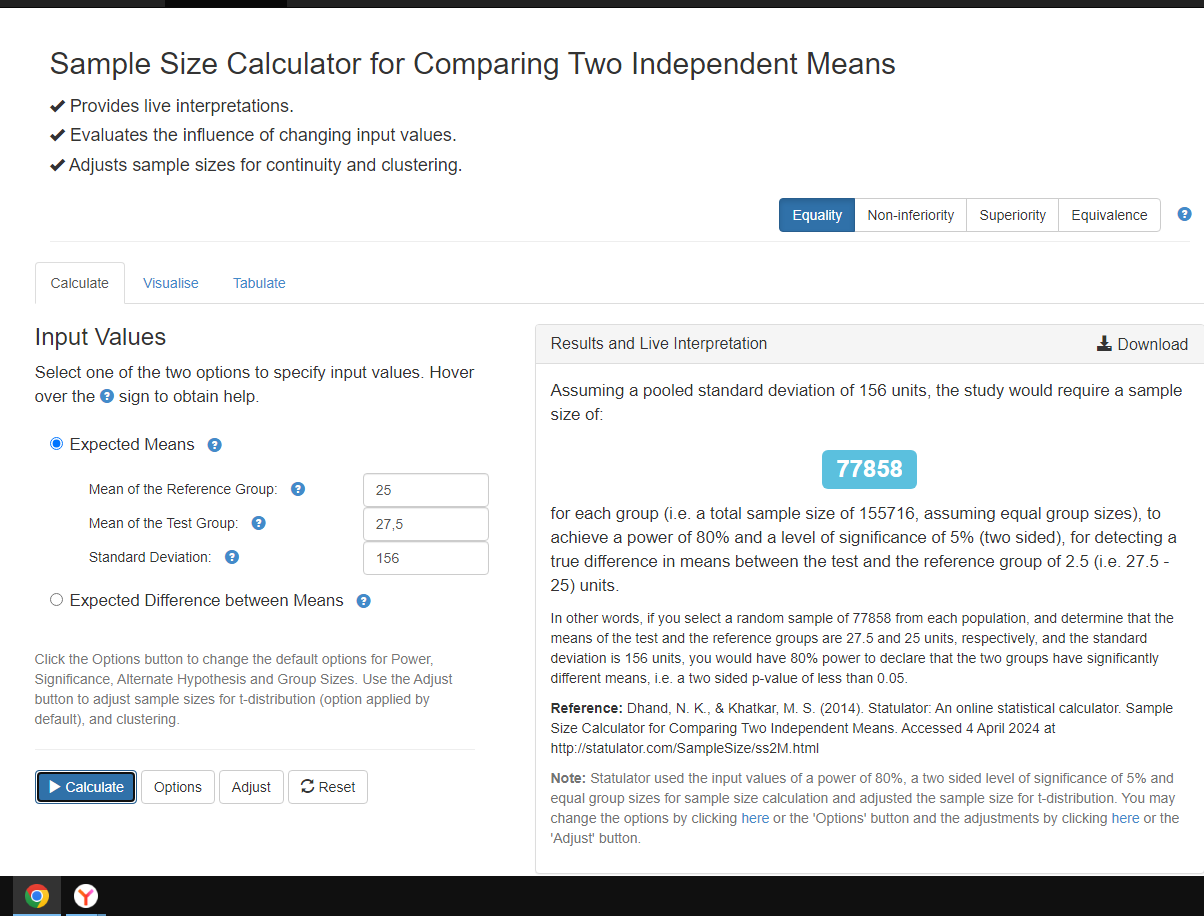 Sample Size Calculator for Comparing Two Independent Means
Provides live interpretations.
Evaluates the influence of changing input values.
Adjusts sample sizes for continuity and clustering.
Equality Non-inferiority Superiority Equivalence ?
Calculate Visualise Tabulate
Input Values
Select one of the two options to specify input values. Hover
over the ? sign to obtain help.
Expected Means ?
Mean of the Reference Group: ? 25
Mean of the Test Group: ? 27,5
Standard Deviation: ? 156
Expected Difference between Means ?
Click the Options button to change the default options for Power,
Significance, Alternate Hypothesis and Group Sizes. Use the Adjust
button to adjust sample sizes for t-distribution (option applied by
default), and clustering.
Calculate Options Adjust Reset
Results and Live Interpretation Download
Assuming a pooled standard deviation of 156 units, the study would require a sample
size of:
77858
for each group (i.e. a total sample size of 155716, assuming equal group sizes), to
achieve a power of 80% and a level of significance of 5% (two sided), for detecting a
true difference in means between the test and the reference group of 2.5 (i.e. 27.5 -
25) units.
In other words, if you select a random sample of 77858 from each population, and determine that the
means of the test and the reference groups are 27.5 and 25 units, respectively, and the standard
deviation is 156 units, you would have 80% power to declare that the two groups have significantly
different means, i.e. a two sided p-value of less than 0.05.
Reference: Dhand, N. K., & Khatkar, M. S. (2014). Statulator: An online statistical calculator. Sample
Size Calculator for Comparing Two Independent Means. Accessed 4 April 2024 at
http://statulator.com/SampleSize/ss2M.html
Note: Statulator used the input values of a power of 80%, a two sided level of significance of 5% and
equal group sizes for sample size calculation and adjusted the sample size for t-distribution. You may
change the options by clicking here or the 'Options' button and the adjustments by clicking here or the
'Adjust' button.